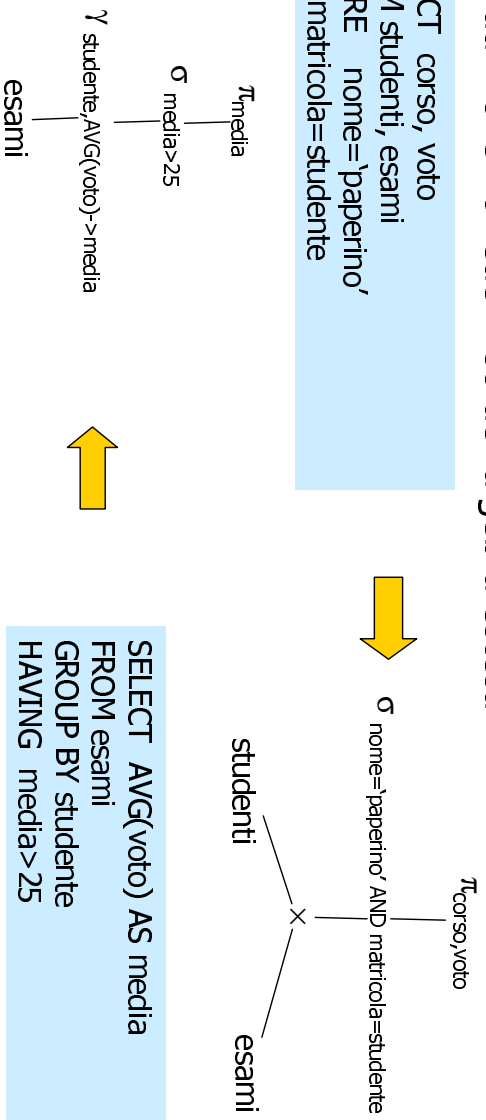 CT corso, voto
M studenti, esami
RE nome=‘paperino’
matricola=studente
π corso,voto
σ nome=‘paperino’ AND matricola=studente
×
studenti
esami
π media
σ media>25
γ studente,AVG(voto)->media
esami
SELECT AVG(voto) AS media
FROM esami
GROUP BY studente
HAVING media>25